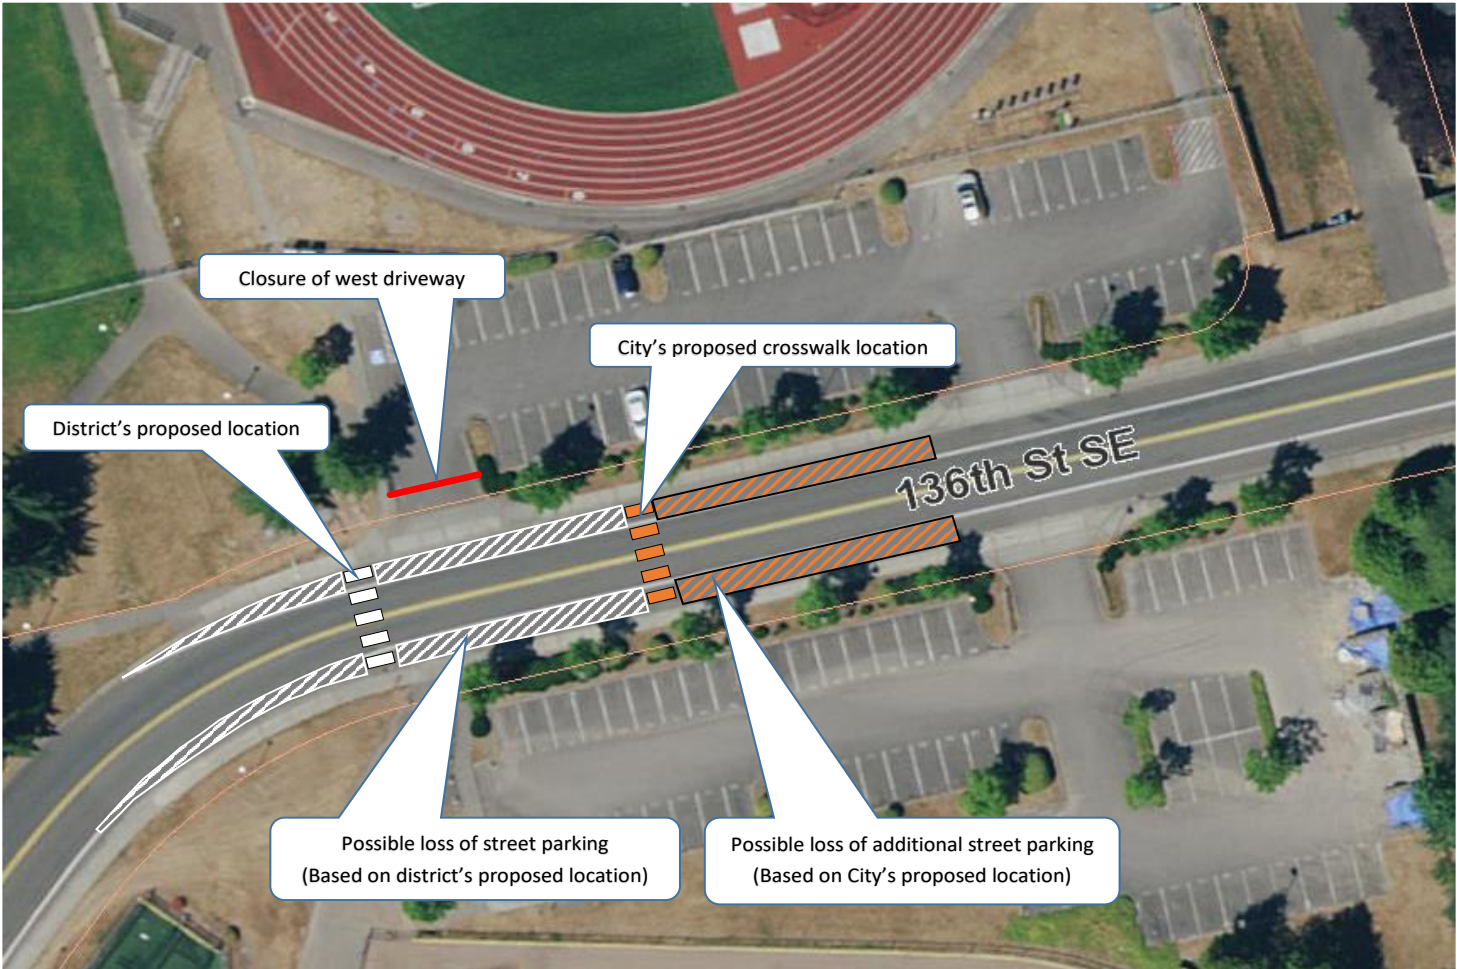 Closure of west driveway
City's proposed crosswalk location
District's proposed location
136th St SE
Possible loss of street parking
(Based on district's proposed location)
Possible loss of additional street parking
(Based on City's proposed location)